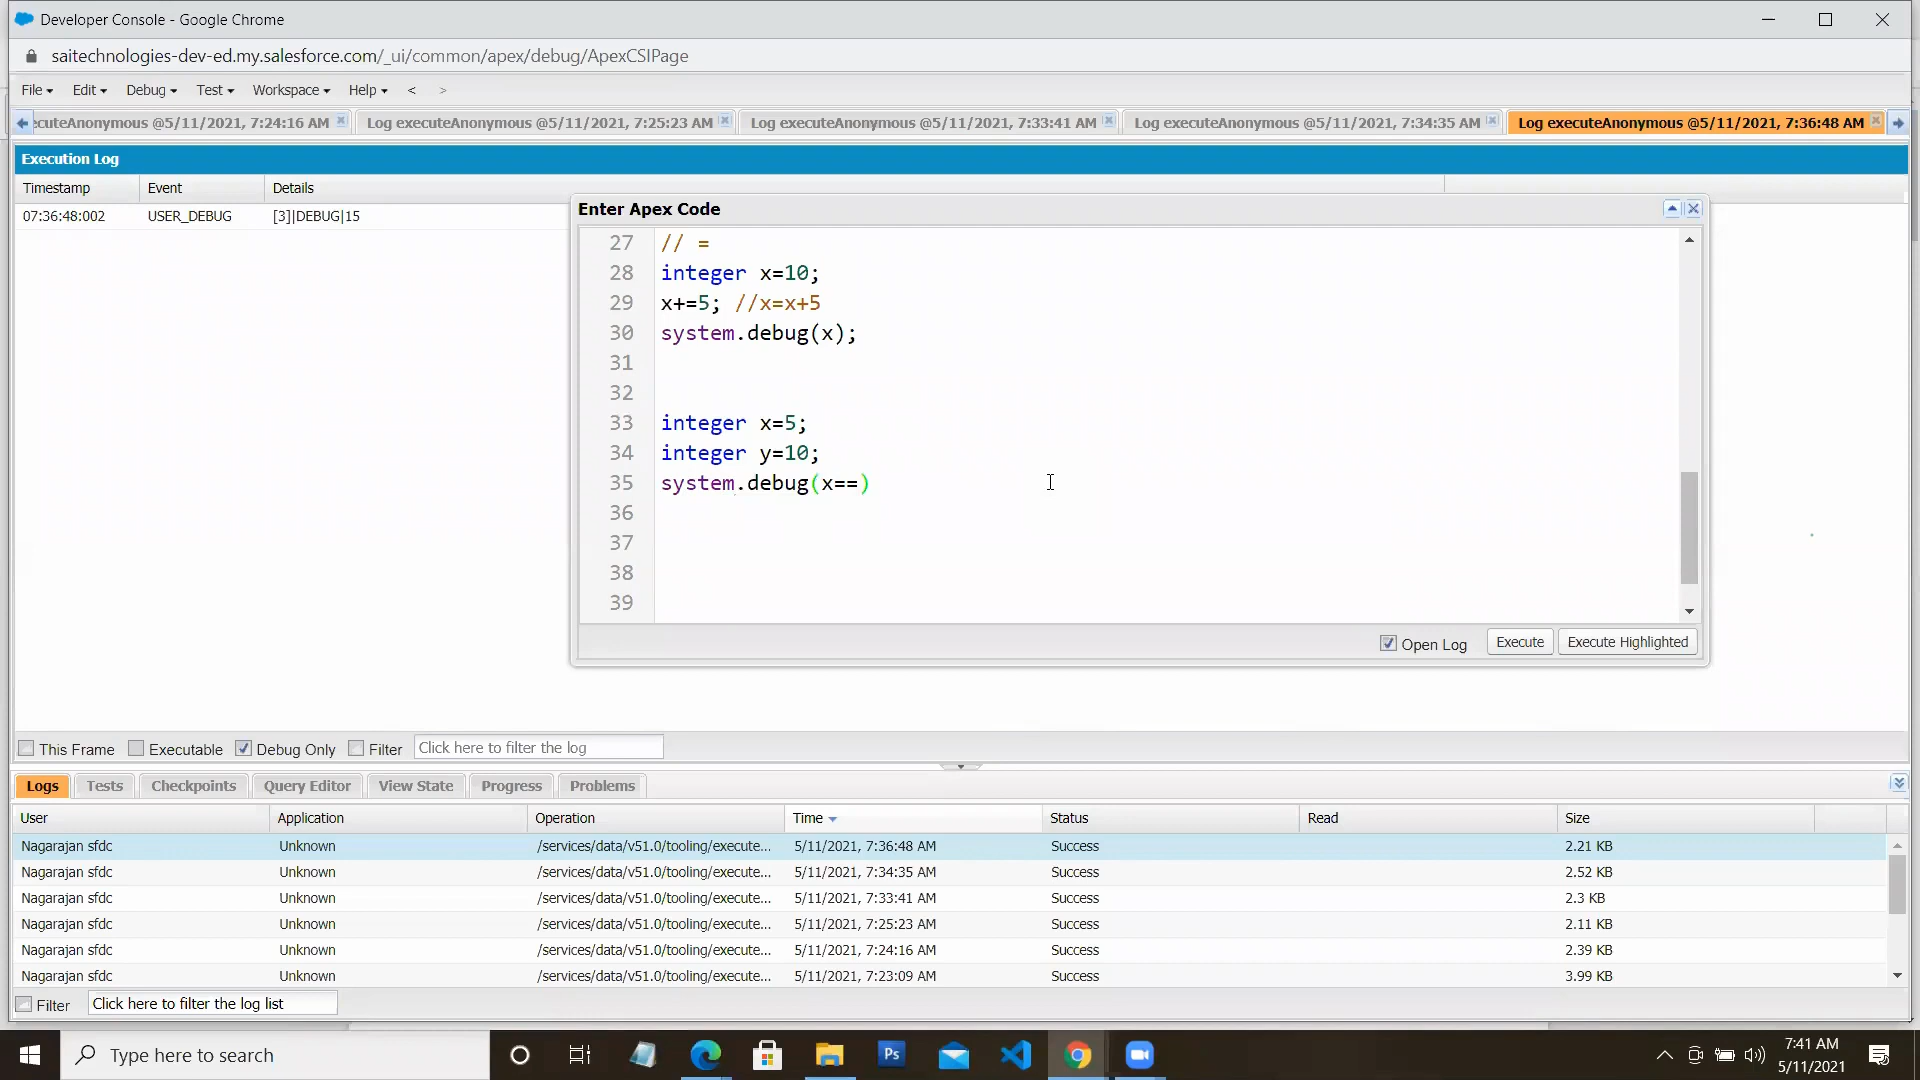 Developer Console - Google Chrome
saitechnologies-dev-ed.my.salesforce.com/_ui/common/apex/debug/ApexCSIPage
File Edit Debug Test Workspace Help < >
ecuteAnonymous @5/11/2021, 7:24:16 AM Log executeAnonymous @5/11/2021, 7:25:23 AM Log executeAnonymous @5/11/2021, 7:33:41 AM Log executeAnonymous @5/11/2021, 7:34:35 AM Log executeAnonymous @5/11/2021, 7:36:48 AM
Execution Log
Timestamp Event Details
07:36:48:002 USER_DEBUG [3]|DEBUG|15
Enter Apex Code
27 // =
28 integer x=10;
29 x+=5; //x=x+5
30 system.debug(x);
31
32
33 integer x=5;
34 integer y=10;
35 system.debug(x==)
36
37
38
39
Open Log Execute Execute Highlighted
This Frame Executable Debug Only Filter Click here to filter the log
Logs Tests Checkpoints Query Editor View State Progress Problems
User Application Operation Time Status Read Size
Nagarajan sfdc Unknown /services/data/v51.0/tooling/execute... 5/11/2021, 7:36:48 AM Success 2.21 KB
Nagarajan sfdc Unknown /services/data/v51.0/tooling/execute... 5/11/2021, 7:34:35 AM Success 2.52 KB
Nagarajan sfdc Unknown /services/data/v51.0/tooling/execute... 5/11/2021, 7:33:41 AM Success 2.3 KB
Nagarajan sfdc Unknown /services/data/v51.0/tooling/execute... 5/11/2021, 7:25:23 AM Success 2.11 KB
Nagarajan sfdc Unknown /services/data/v51.0/tooling/execute... 5/11/2021, 7:24:16 AM Success 2.39 KB
Nagarajan sfdc Unknown /services/data/v51.0/tooling/execute... 5/11/2021, 7:23:09 AM Success 3.99 KB
Filter Click here to filter the log list
Type here to search
Ps
7:41 AM
5/11/2021